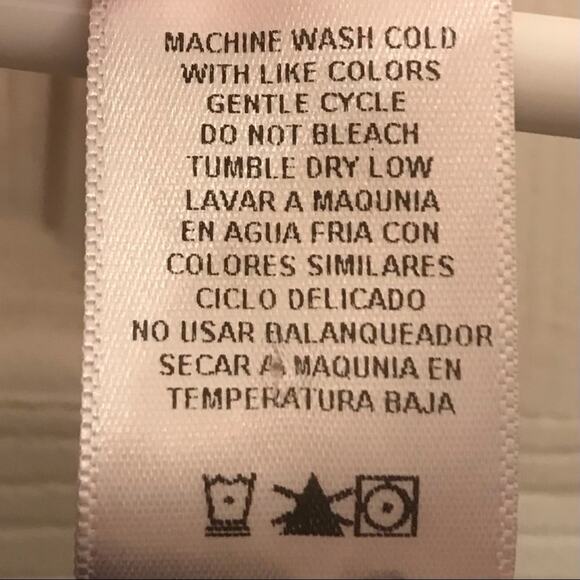 MACHINE WASH COLD
WITH LIKE COLORS
GENTLE CYCLE
DO NOT BLEACH
TUMBLE DRY LOW
LAVAR A MAQUNIA
EN AGUA FRIA CON
COLORES SIMILARES
CICLO DELICADO
NO USAR BALANQUEADOR
SECAR A MAQUNIA EN
TEMPERATURA BAJA